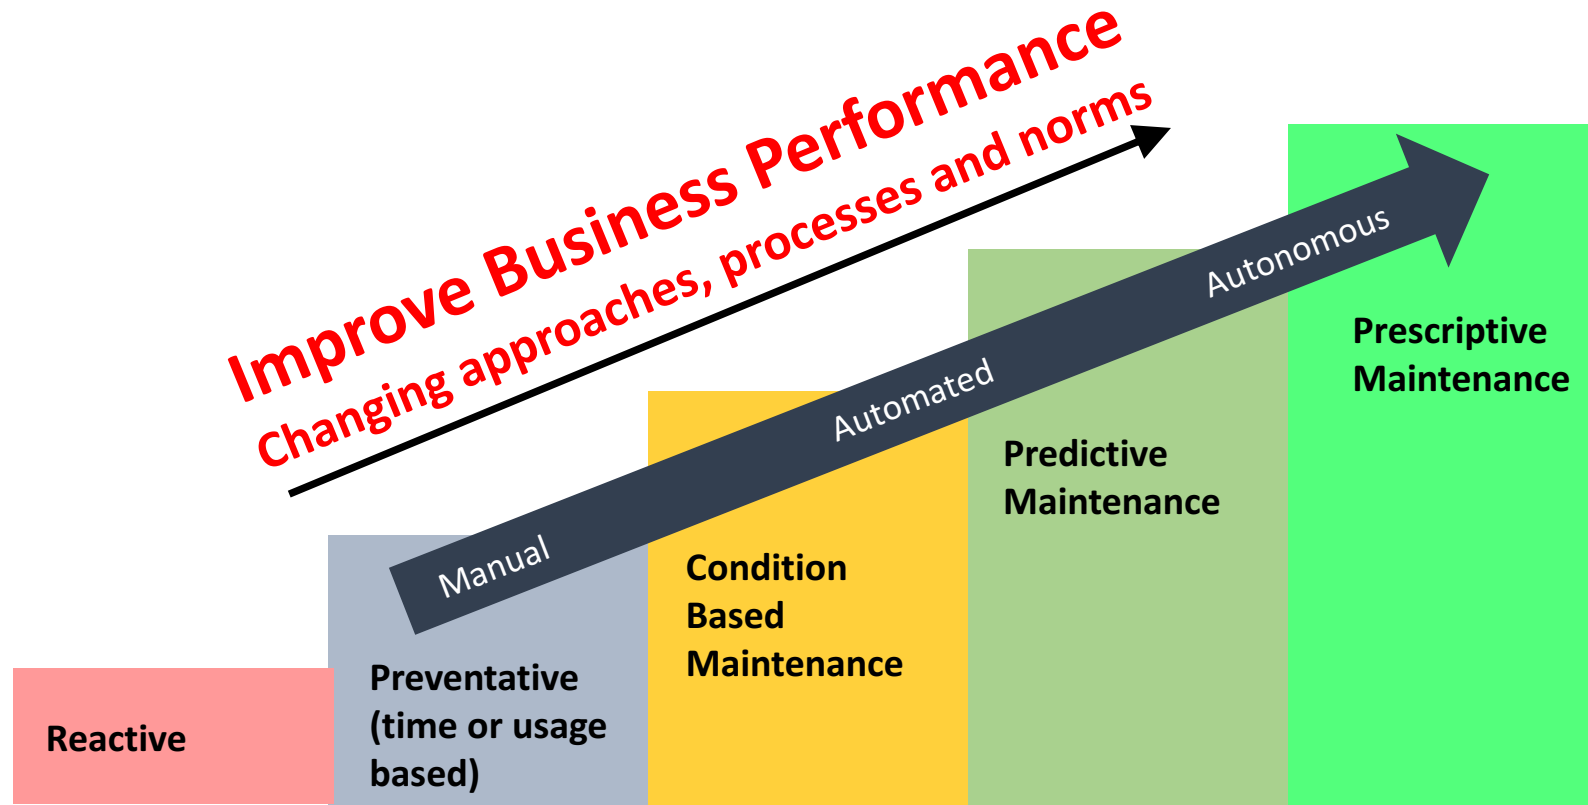 Improve Business Performance
Changing approaches, processes and norms
Manual
Automated
Autonomous
Reactive
Preventative
(time or usage
based)
Condition
Based
Maintenance
Predictive
Maintenance
Prescriptive
Maintenance